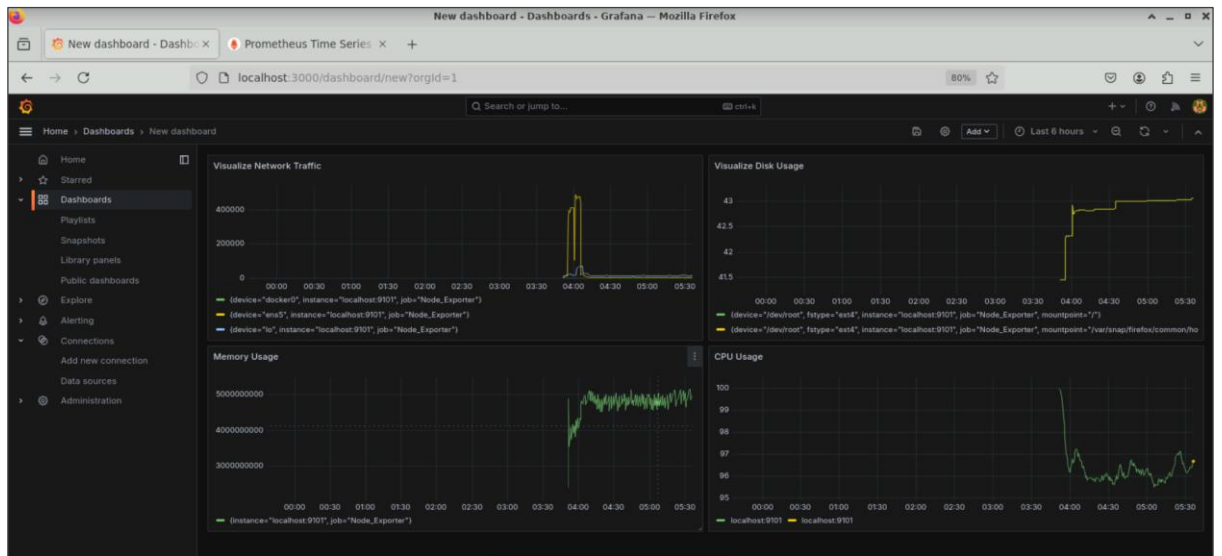 New dashboard - Dashboards - Grafana — Mozilla Firefox
New dashboard - Dashbo
Prometheus Time Series
localhost:3000/dashboard/new?orgId=1
80%
Search or jump to...
ctrl+k
Home › Dashboards › New dashboard
Add
Last 6 hours
Home
Starred
Dashboards
Playlists
Snapshots
Library panels
Public dashboards
Explore
Alerting
Connections
Add new connection
Data sources
Administration
Visualize Network Traffic
400000
200000
0
00:00 00:30 01:00 01:30 02:00 02:30 03:00 03:30 04:00 04:30 05:00 05:30
{device="docker0", instance="localhost:9101", job="Node_Exporter"}
{device="ens5", instance="localhost:9101", job="Node_Exporter"}
{device="lo", instance="localhost:9101", job="Node_Exporter"}
Visualize Disk Usage
43
42.5
42
41.5
00:00 00:30 01:00 01:30 02:00 02:30 03:00 03:30 04:00 04:30 05:00 05:30
{device="/dev/root", fstype="ext4", instance="localhost:9101", job="Node_Exporter", mountpoint="/"}
{device="/dev/root", fstype="ext4", instance="localhost:9101", job="Node_Exporter", mountpoint="/var/snap/firefox/common/ho
Memory Usage
5000000000
4000000000
3000000000
00:00 00:30 01:00 01:30 02:00 02:30 03:00 03:30 04:00 04:30 05:00 05:30
{instance="localhost:9101", job="Node_Exporter"}
CPU Usage
100
99
98
97
96
95
00:00 00:30 01:00 01:30 02:00 02:30 03:00 03:30 04:00 04:30 05:00 05:30
localhost:9101 localhost:9101